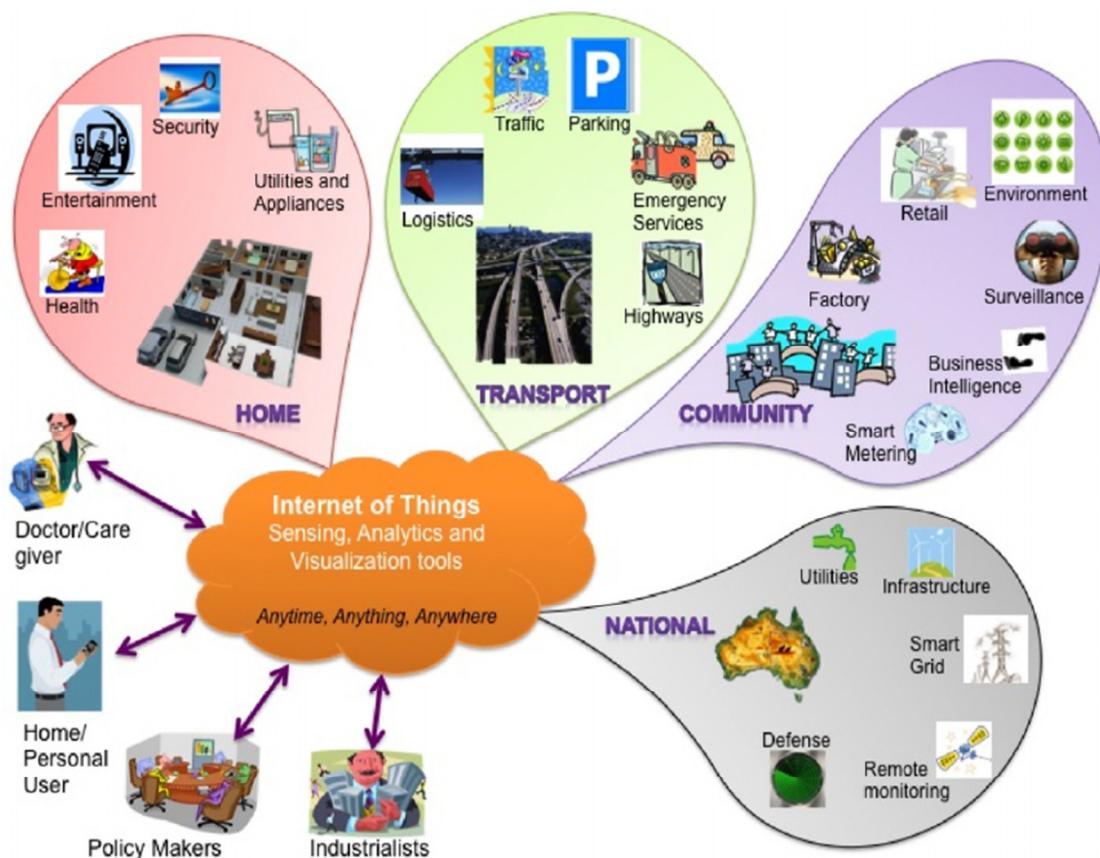 Security
Entertainment
Utilities and
Appliances
Health
HOME
Traffic
Parking
P
Logistics
Emergency
Services
Highways
TRANSPORT
Retail
Environment
Factory
Surveillance
Business
Intelligence
COMMUNITY
Smart
Metering
Internet of Things
Sensing, Analytics and
Visualization tools
Anytime, Anything, Anywhere
Doctor/Care
giver
Home/
Personal
User
Policy Makers
Industrialists
NATIONAL
Utilities
Infrastructure
Smart
Grid
Defense
Remote
monitoring